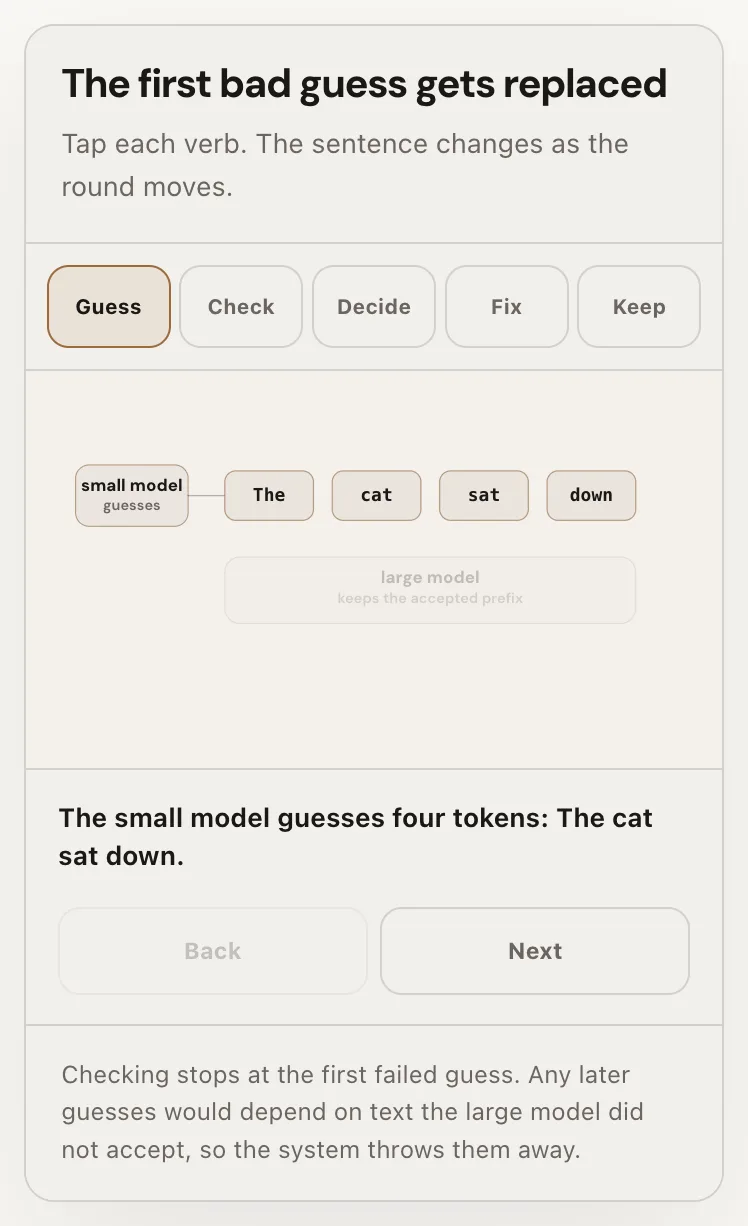 The first bad guess gets replaced
Tap each verb. The sentence changes as the
round moves.
Guess
Check
Decide
Fix
Keep
small model
guesses
The
cat
sat
down
large model
keeps the accepted prefix
The small model guesses four tokens: The cat
sat down.
Back
Next
Checking stops at the first failed guess. Any later
guesses would depend on text the large model did
not accept, so the system throws them away.